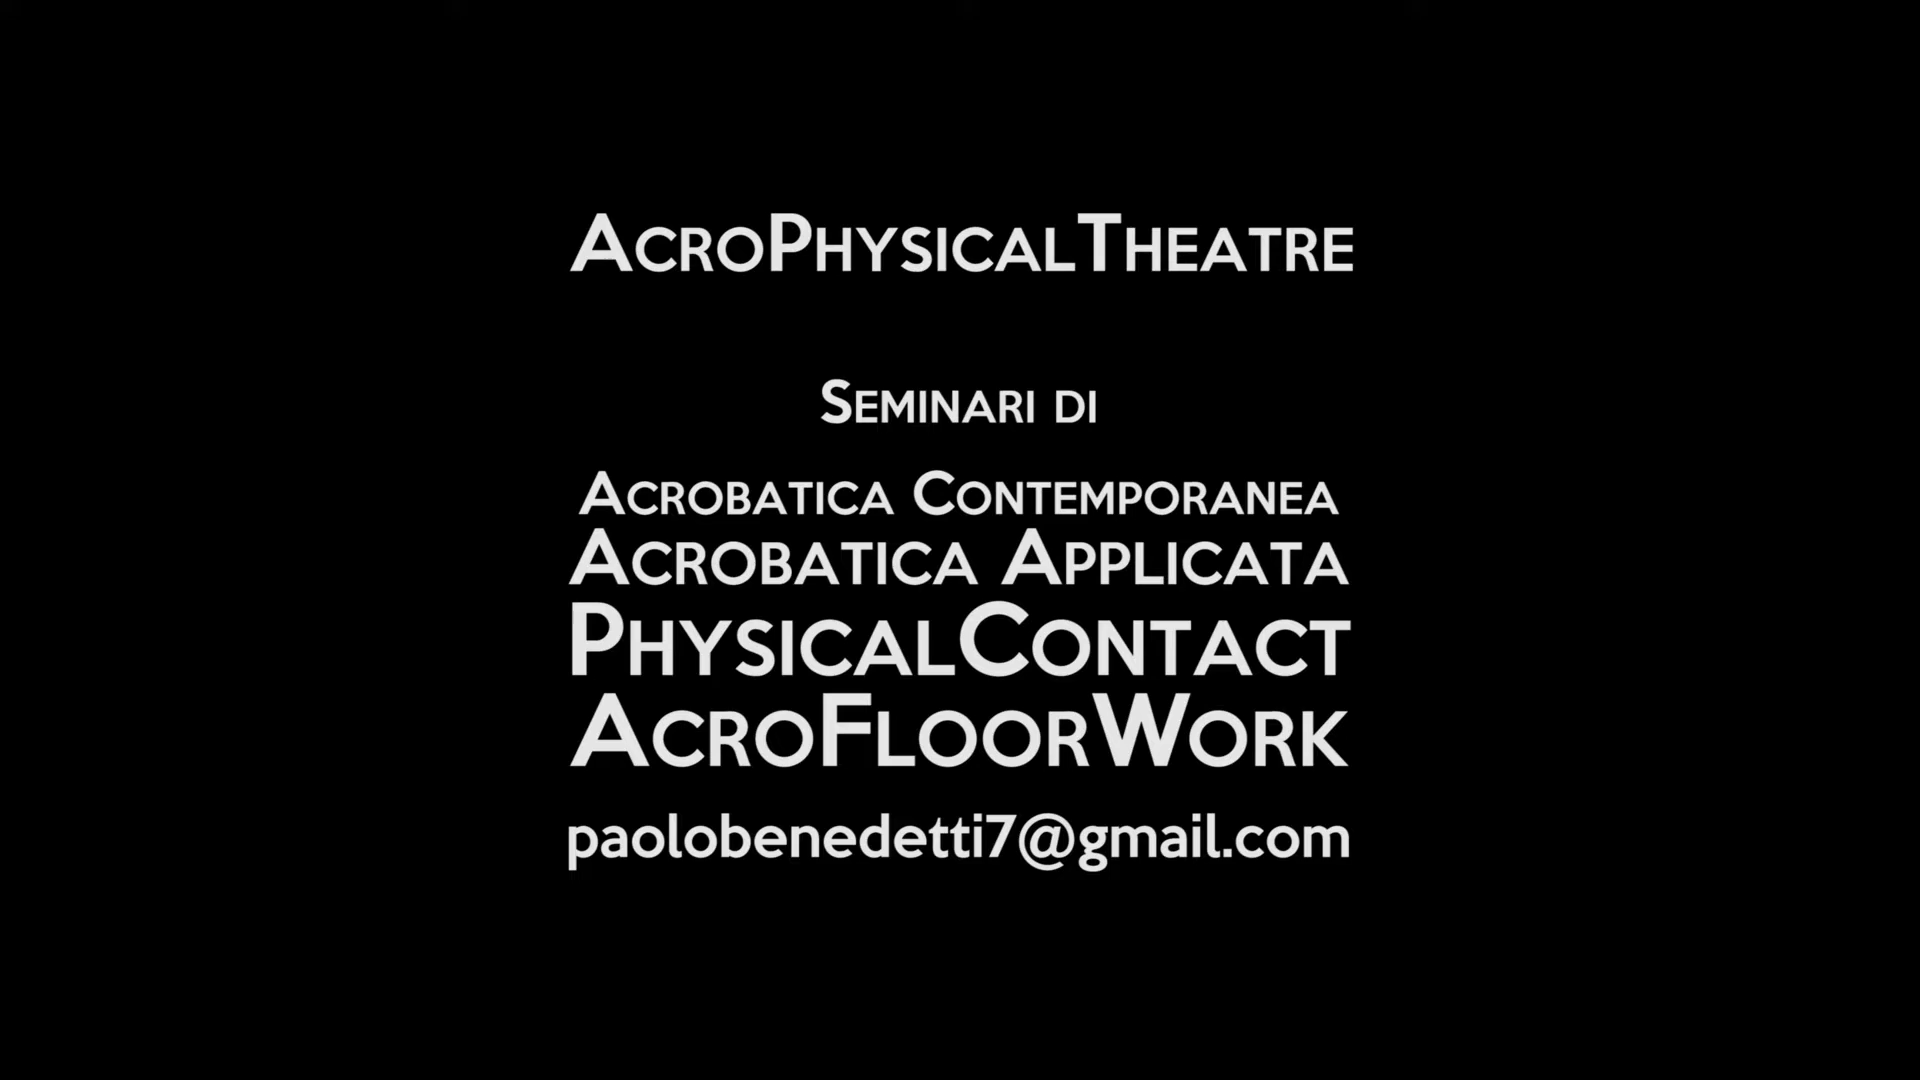 AcroPhysicalTheatre
Seminari di
Acrobatica Contemporanea
Acrobatica Applicata
PhysicalContact
AcroFloorWork
paolobenedetti7@gmail.com